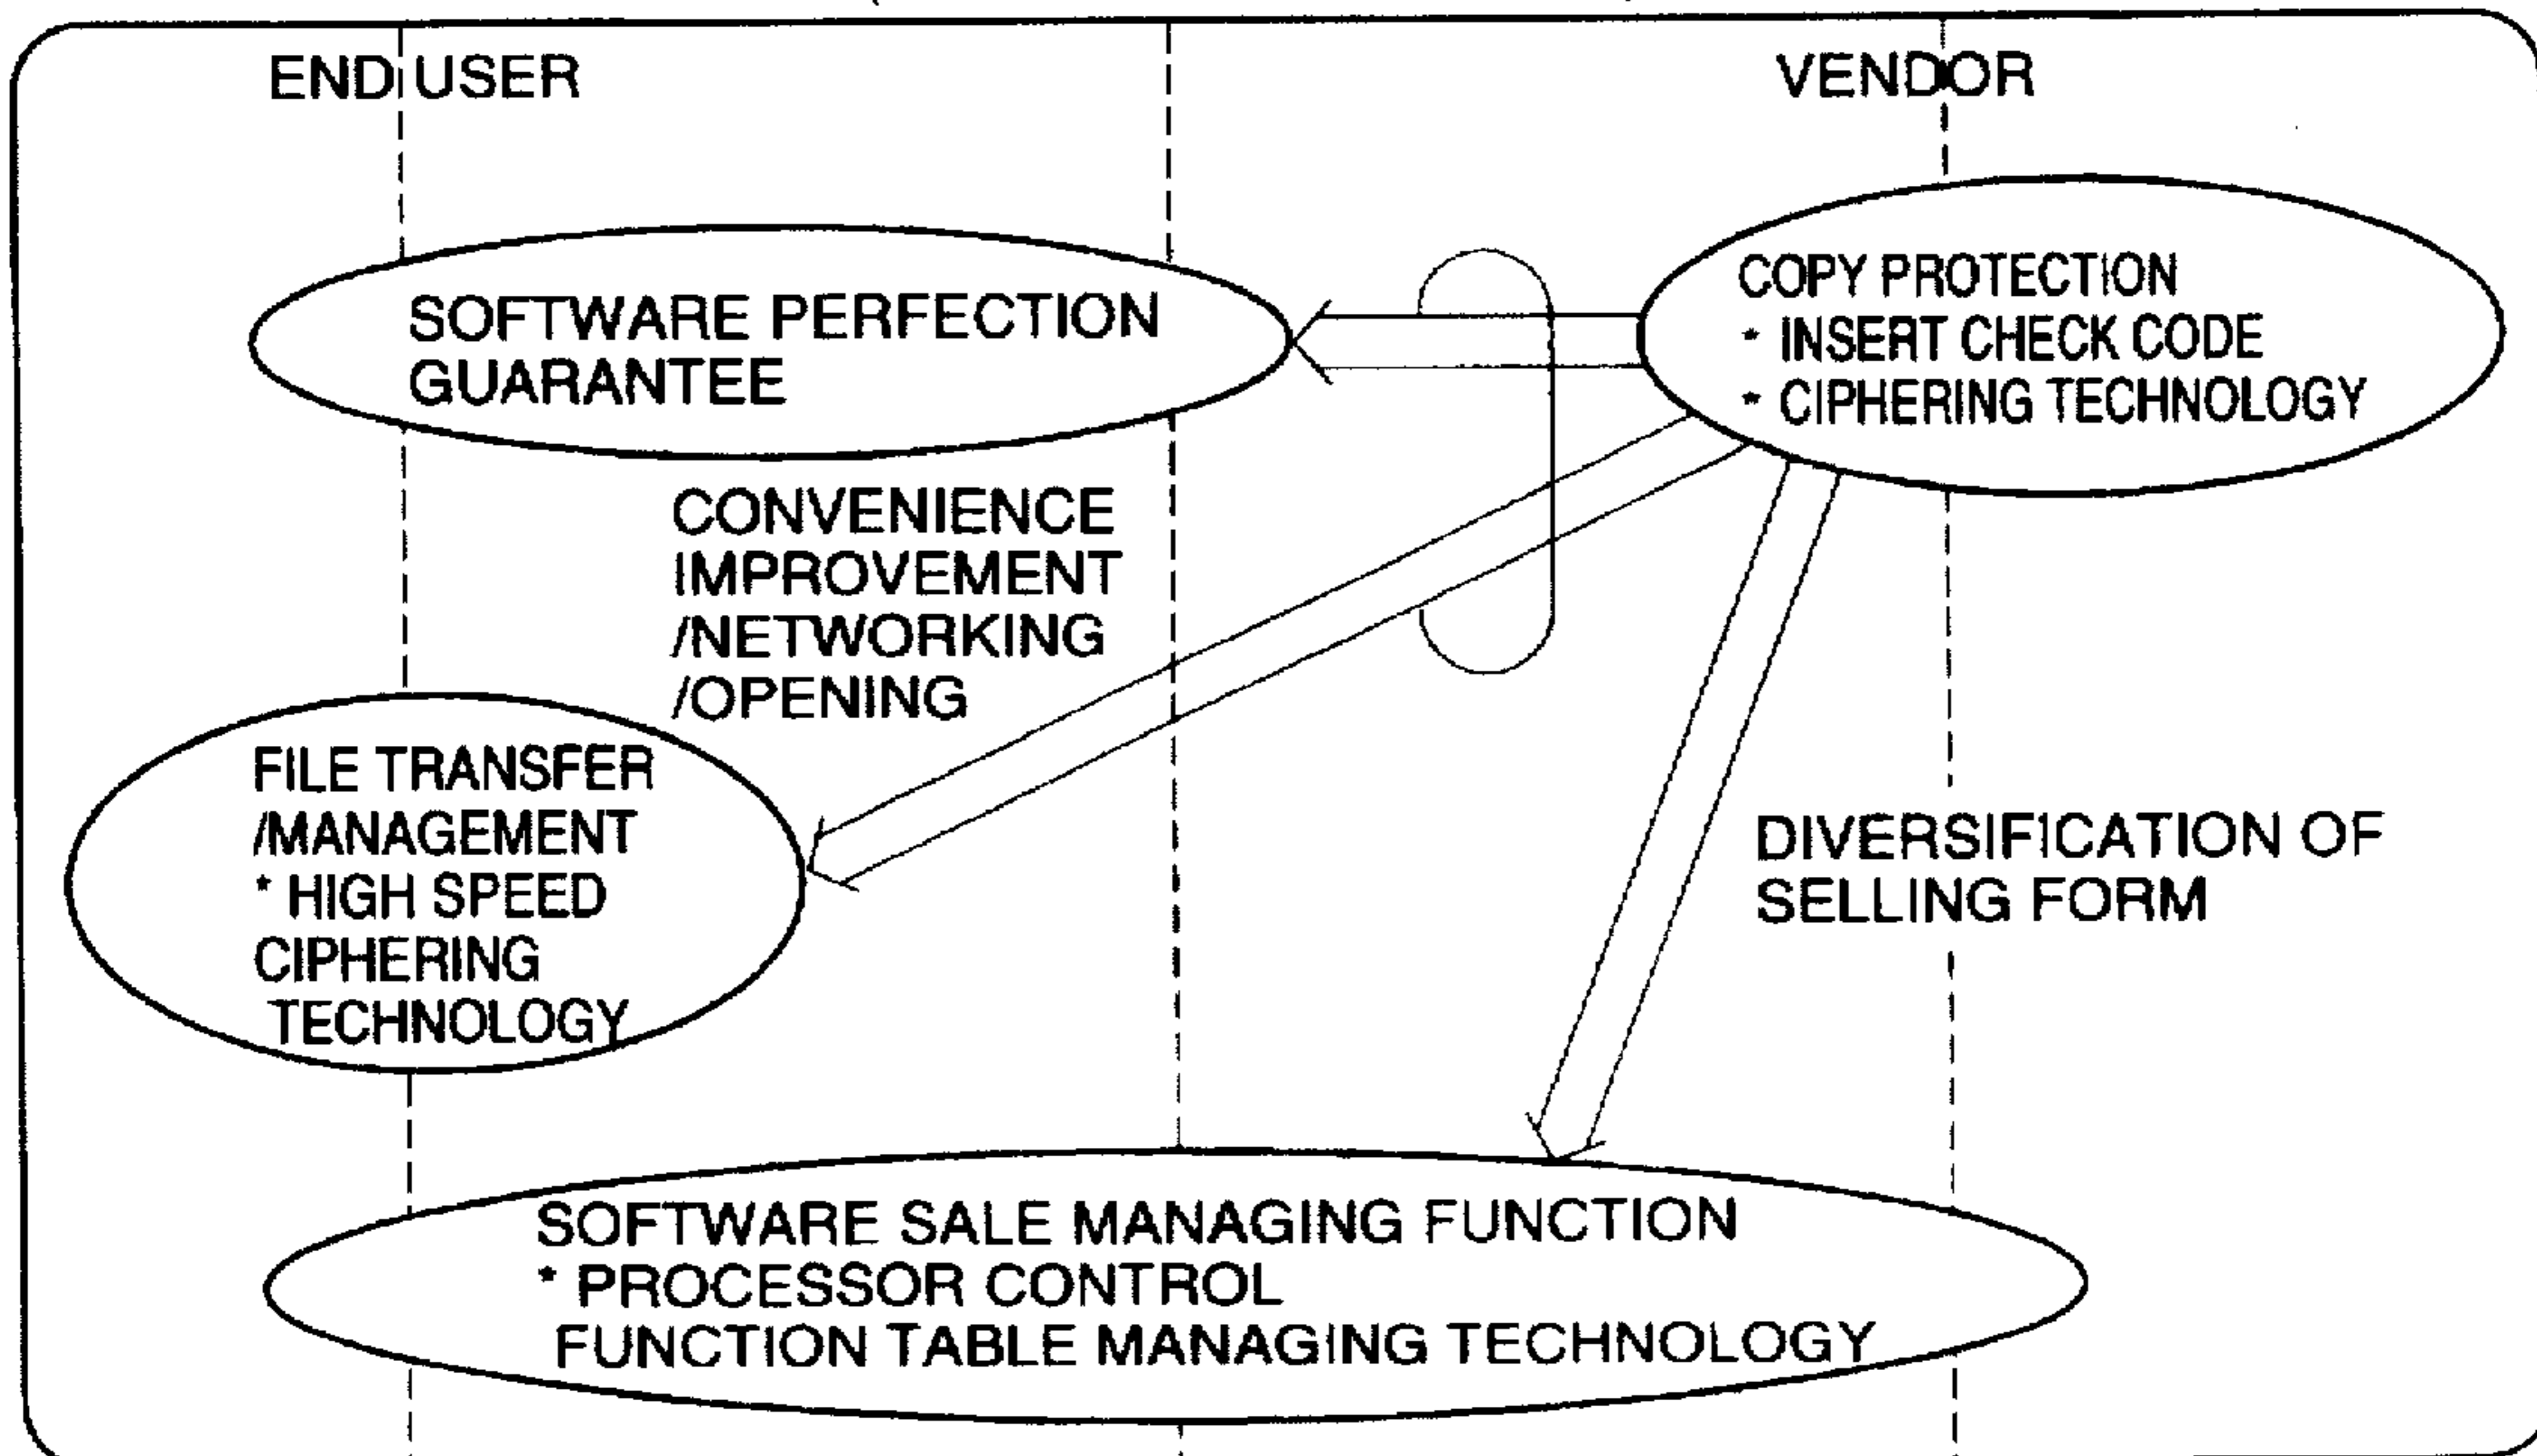 END USER
VENDOR
COPY PROTECTION
* INSERT CHECK CODE
* CIPHERING TECHNOLOGY
SOFTWARE PERFECTION
GUARANTEE
CONVENIENCE
IMPROVEMENT
/NETWORKING
/OPENING
FILE TRANSFER
/MANAGEMENT
* HIGH SPEED
CIPHERING
TECHNOLOGY
DIVERSIFICATION OF
SELLING FORM
SOFTWARE SALE MANAGING FUNCTION
* PROCESSOR CONTROL
FUNCTION TABLE MANAGING TECHNOLOGY